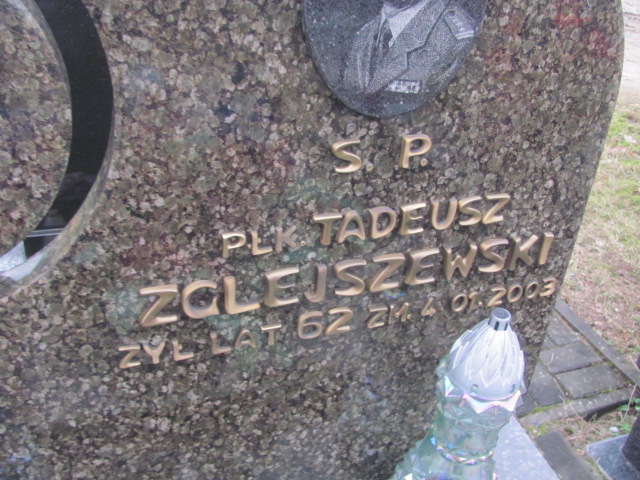 Ś. P.
PŁK. TADEUSZ
ZGLEJSZEWSKI
ŻYŁ LAT 62 ZM. 4.01.2003